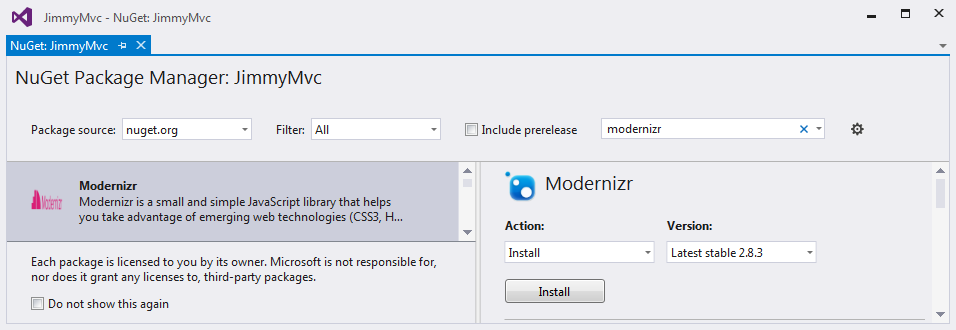 JimmyMvc - NuGet: JimmyMvc
NuGet: JimmyMvc
NuGet Package Manager: JimmyMvc
Package source: nuget.org Filter: All Include prerelease modernizr
Modernizr
Modernizr
Modernizr is a small and simple JavaScript library that helps
you take advantage of emerging web technologies (CSS3, H...
Each package is licensed to you by its owner. Microsoft is not responsible for,
nor does it grant any licenses to, third-party packages.
Do not show this again
Modernizr
Action: Version:
Install Latest stable 2.8.3
Install